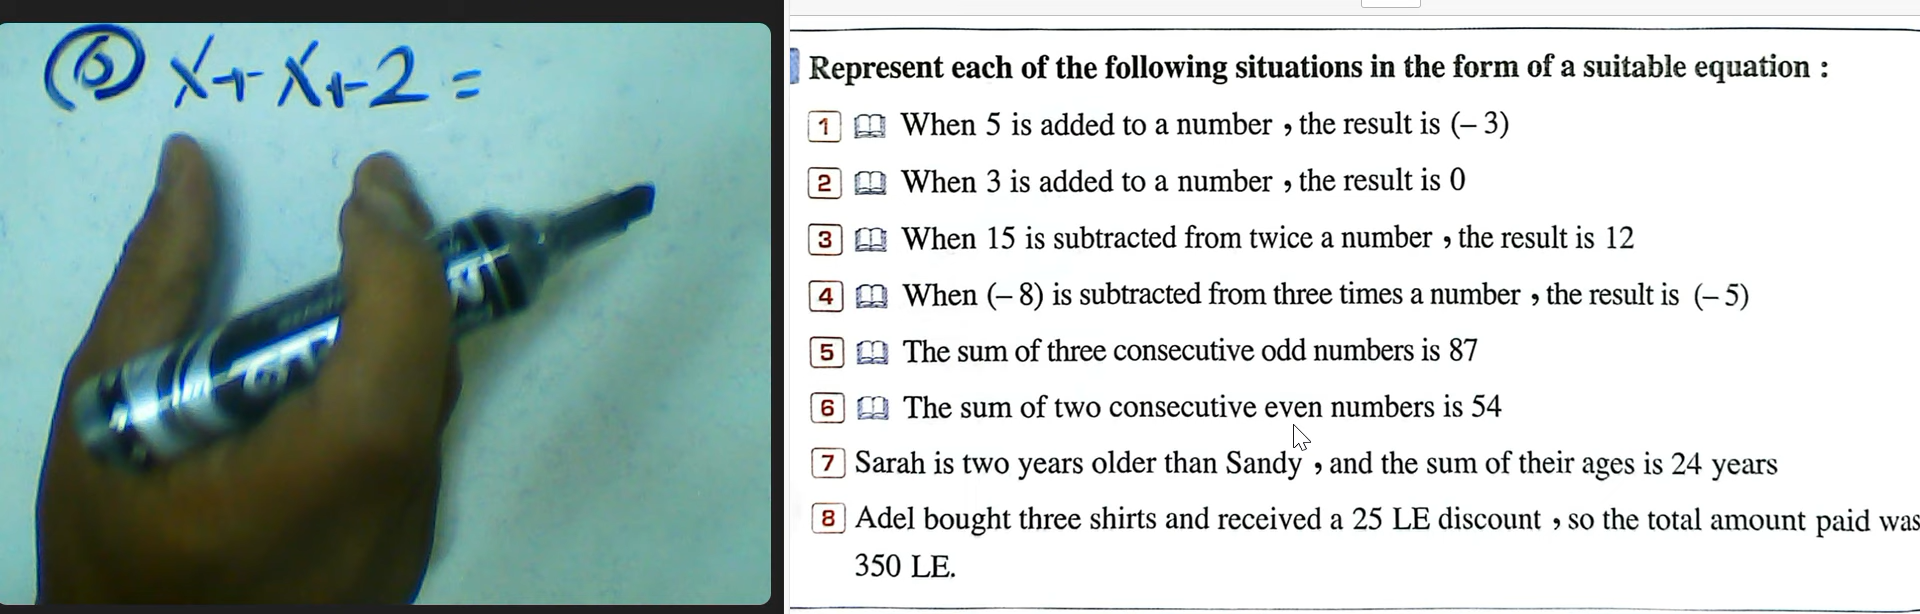 ⑥ x + x + 2 =
Represent each of the following situations in the form of a suitable equation :
1 When 5 is added to a number , the result is (– 3)
2 When 3 is added to a number , the result is 0
3 When 15 is subtracted from twice a number , the result is 12
4 When (– 8) is subtracted from three times a number , the result is (– 5)
5 The sum of three consecutive odd numbers is 87
6 The sum of two consecutive even numbers is 54
7 Sarah is two years older than Sandy , and the sum of their ages is 24 years
8 Adel bought three shirts and received a 25 LE discount , so the total amount paid was
350 LE.